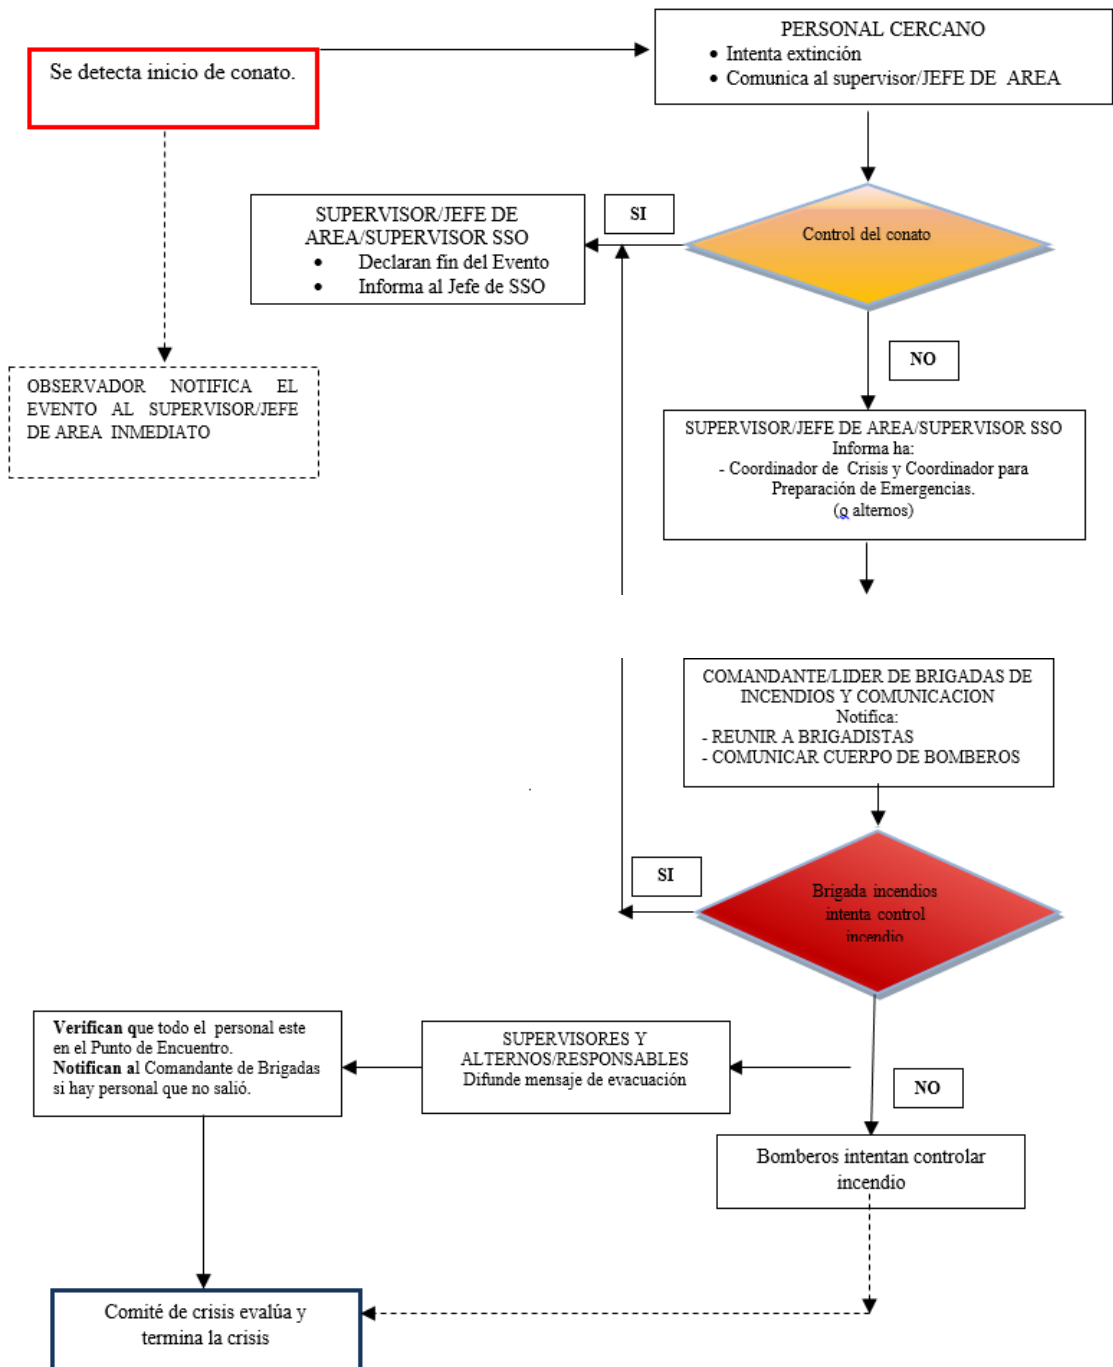 PERSONAL CERCANO
• Intenta extinción
• Comunica al supervisor/JEFE DE AREA
Se detecta inicio de conato.
SI
SUPERVISOR/JEFE DE
AREA/SUPERVISOR SSO
• Declaran fin del Evento
• Informa al Jefe de SSO
Control del conato
NO
OBSERVADOR NOTIFICA EL
EVENTO AL SUPERVISOR/JEFE
DE AREA INMEDIATO
SUPERVISOR/JEFE DE AREA/SUPERVISOR SSO
Informa ha:
- Coordinador de Crisis y Coordinador para
Preparación de Emergencias.
(o alternos)
COMANDANTE/LIDER DE BRIGADAS DE
INCENDIOS Y COMUNICACION
Notifica:
- REUNIR A BRIGADISTAS
- COMUNICAR CUERPO DE BOMBEROS
SI
Brigada incendios
intenta control
incendio
Verifican que todo el personal este
en el Punto de Encuentro.
Notifican al Comandante de Brigadas
si hay personal que no salió.
SUPERVISORES Y
ALTERNOS/RESPONSABLES
Difunde mensaje de evacuación
NO
Bomberos intentan controlar
incendio
Comité de crisis evalúa y
termina la crisis